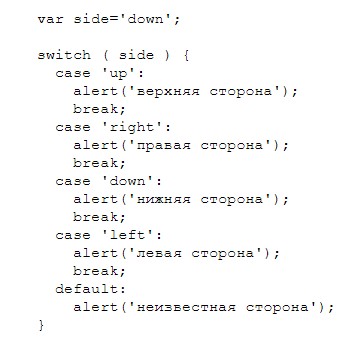 var side='down';
switch ( side ) {
case 'up':
alert('верхняя сторона');
break;
case 'right':
alert('правая сторона');
break;
case 'down':
alert('нижняя сторона');
break;
case 'left':
alert('левая сторона');
break;
default:
alert('неизвестная сторона');
}